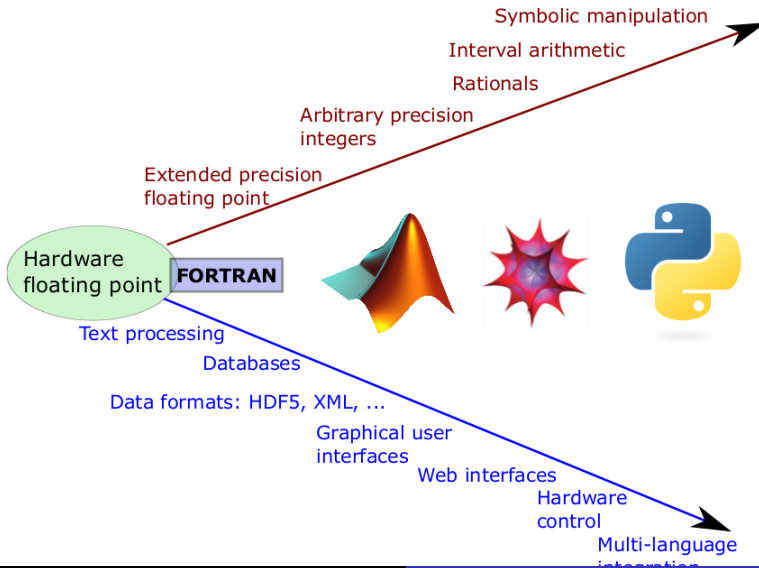 Symbolic manipulation
Interval arithmetic
Rationals
Arbitrary precision
integers
Extended precision
floating point
Hardware
floating point
FORTRAN
Text processing
Databases
Data formats: HDF5, XML, ...
Graphical user
interfaces
Web interfaces
Hardware
control
Multi-language
integration